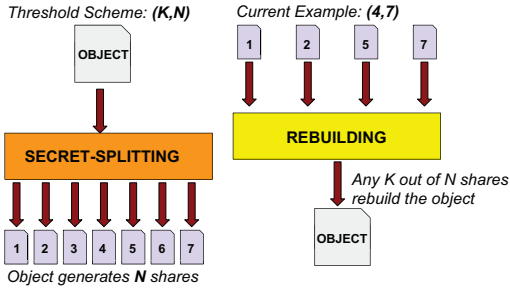 Threshold Scheme: (K,N)
OBJECT
SECRET-SPLITTING
1 2 3 4 5 6 7
Object generates N shares
Current Example: (4,7)
1 2 5 7
REBUILDING
Any K out of N shares
rebuild the object
OBJECT